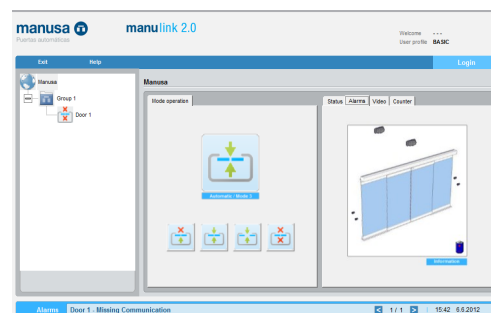 manusa
Puertas automáticas
manulink 2.0
Welcome ---
User profile BASIC
Exit Help Login
Manusa
Group 1
Door 1
Manusa
Mode operation
Status Alarms Video Counter
Automatic / Mode 2
Information
Alarms Door 1 - Missing Communication < 1 / 1 > 15:42 6.6.2012